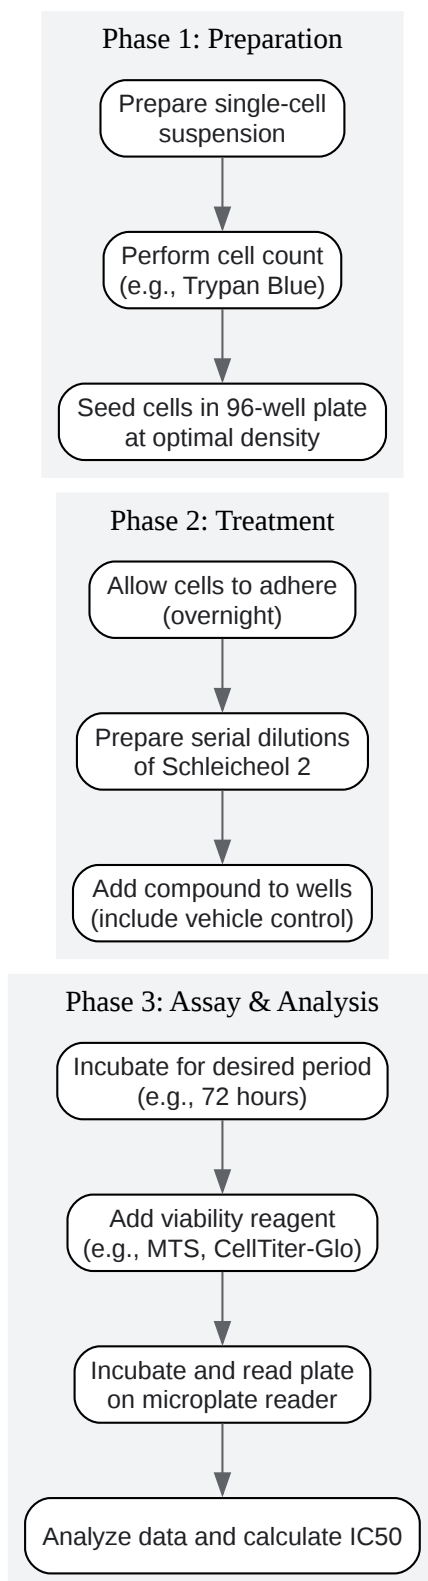 Phase 1: Preparation
Prepare single-cell
suspension
Perform cell count
(e.g., Trypan Blue)
Seed cells in 96-well plate
at optimal density
Phase 2: Treatment
Allow cells to adhere
(overnight)
Prepare serial dilutions
of Schleicheol 2
Add compound to wells
(include vehicle control)
Phase 3: Assay & Analysis
Incubate for desired period
(e.g., 72 hours)
Add viability reagent
(e.g., MTS, CellTiter-Glo)
Incubate and read plate
on microplate reader
Analyze data and calculate IC50